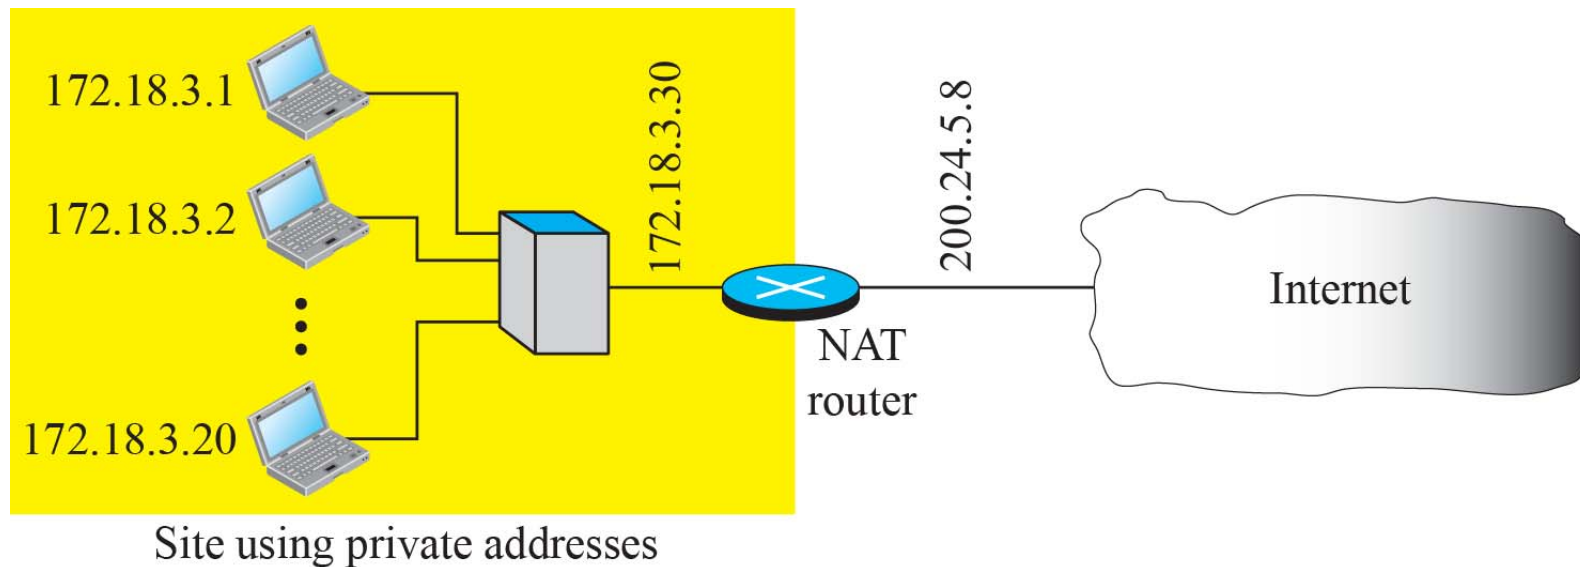 172.18.3.1
172.18.3.2
172.18.3.20
172.18.3.30
200.24.5.8
NAT
router
Internet
Site using private addresses